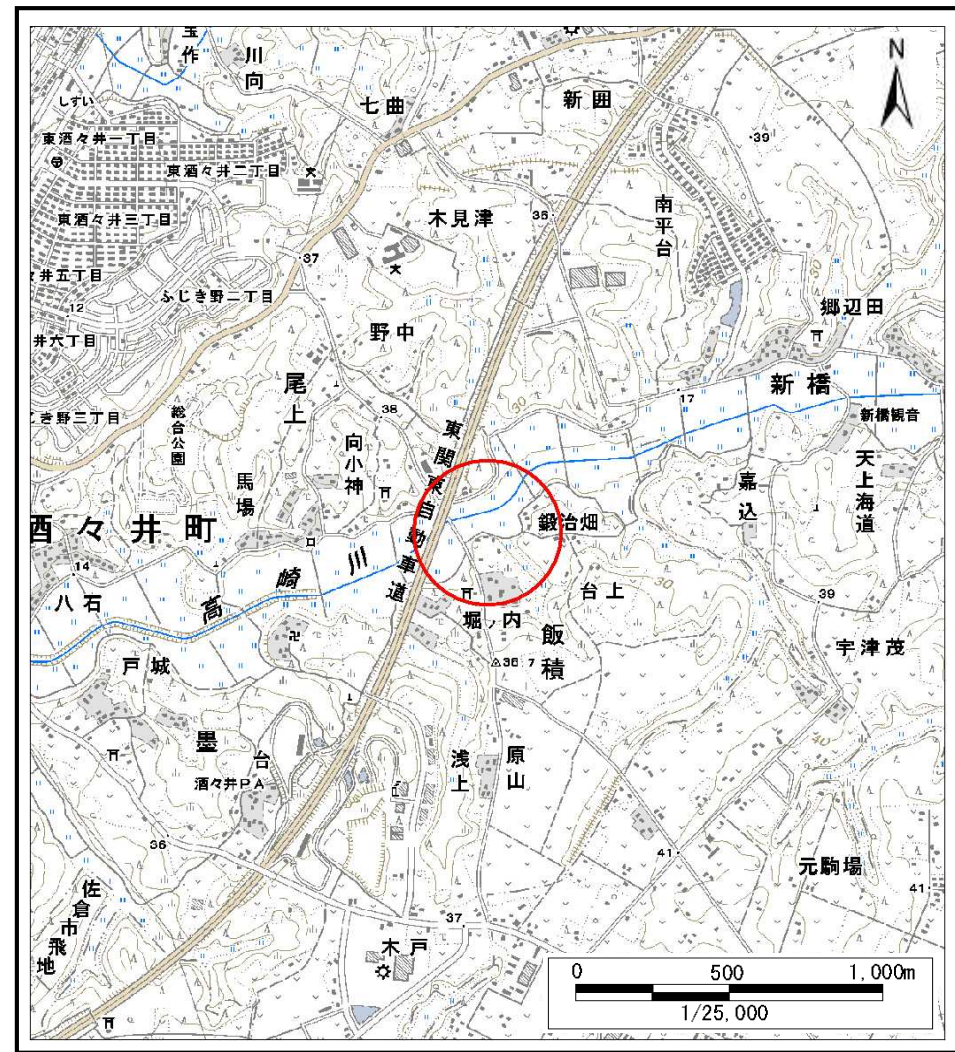 玉作
川向
七曲
新囲
N
しすい
東酒々井一丁目
39
東酒々井二丁目
南平台
東酒々井三丁目
木見津
35
37
井五丁目
ふじき野二丁目
12
郷辺田
井六丁目
野中
尾上
新橋
17
38
新橋観音
き野三丁目
総合公園
向小神
東関東自動車道
馬場
嘉込
天上海道
鍛治畑
酒々井町
高崎川
30
14
台上
八石
39
堀ノ内
飯積
宇津茂
戸城
36.7
墨
台
浅上
原山
40
酒々井PA
36
41
元駒場
41
佐倉市飛地
37
木戸
0 500 1,000m
1/25,000